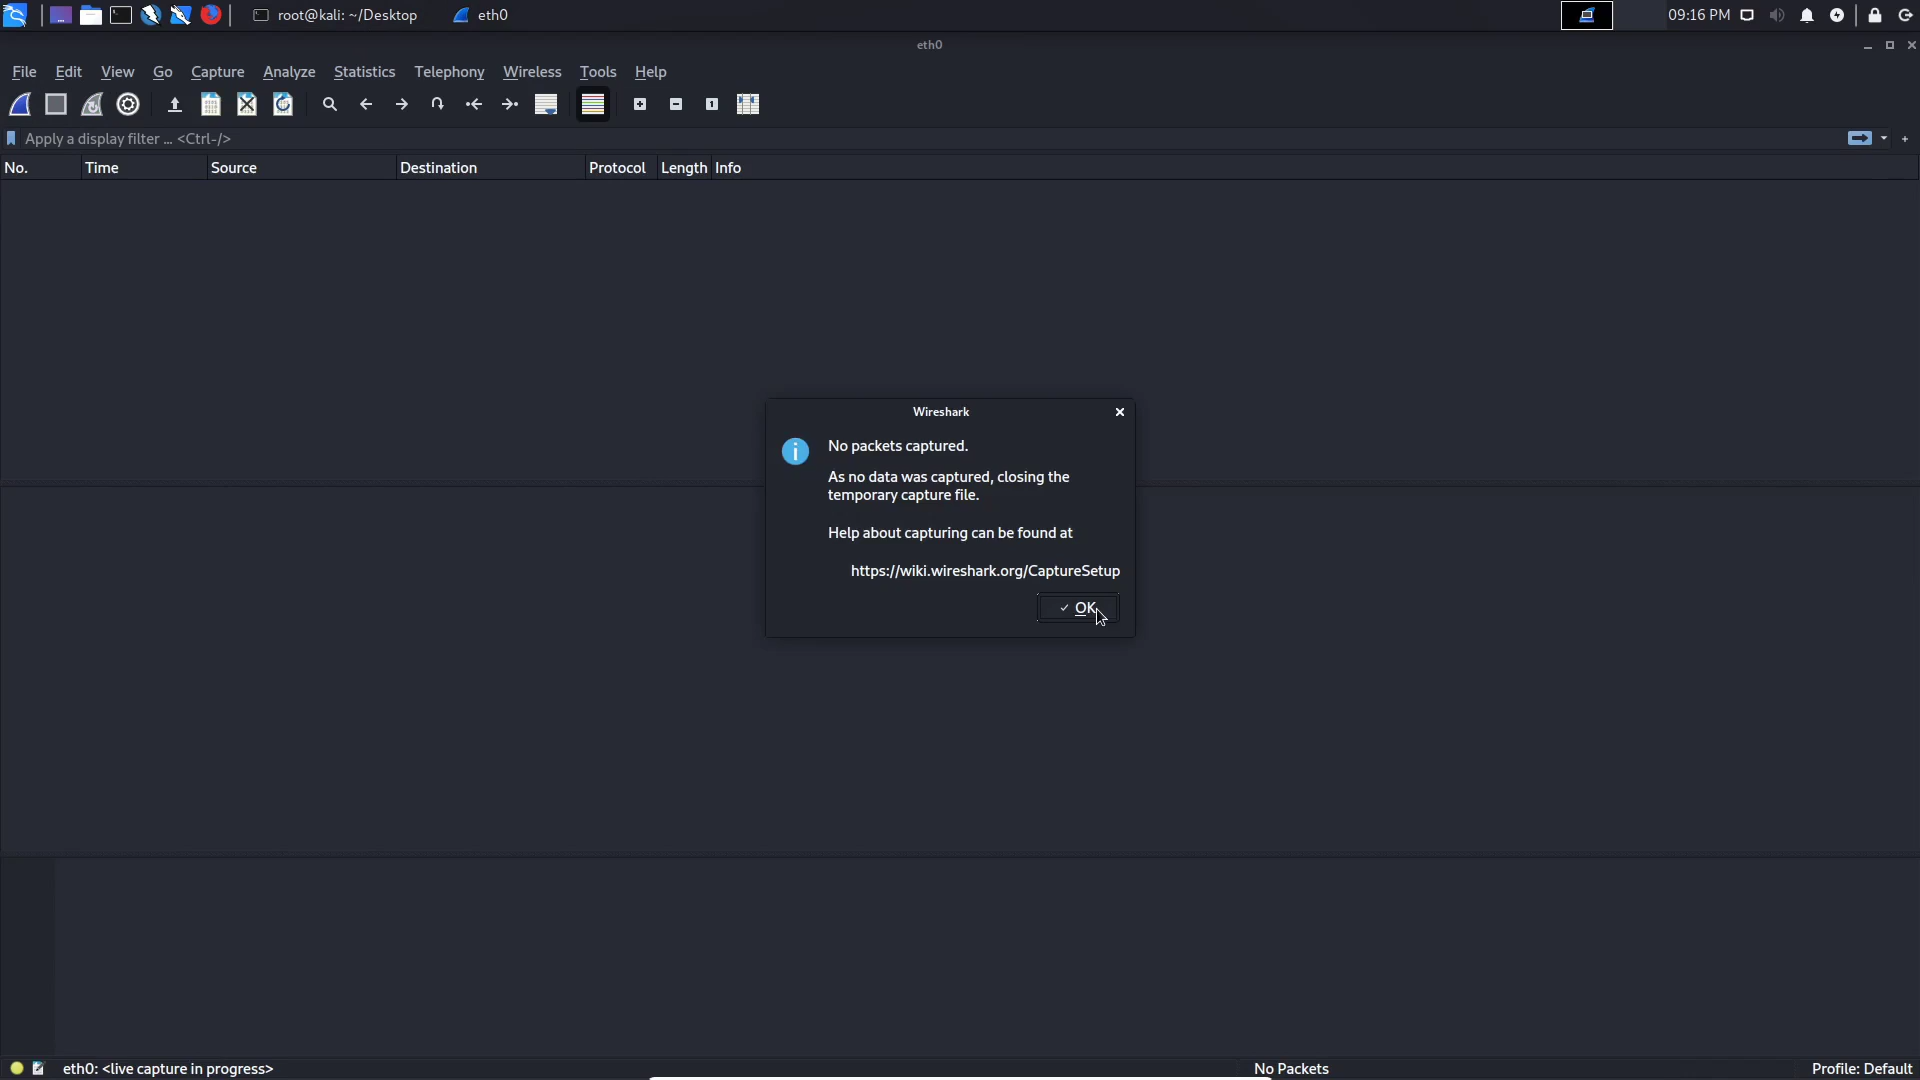 root@kali: ~/Desktop
eth0
09:16 PM
eth0
File Edit View Go Capture Analyze Statistics Telephony Wireless Tools Help
Apply a display filter ... <Ctrl-/>
No. Time Source Destination Protocol Length Info
Wireshark
No packets captured.
As no data was captured, closing the
temporary capture file.
Help about capturing can be found at
https://wiki.wireshark.org/CaptureSetup
OK
eth0: <live capture in progress>
No Packets
Profile: Default